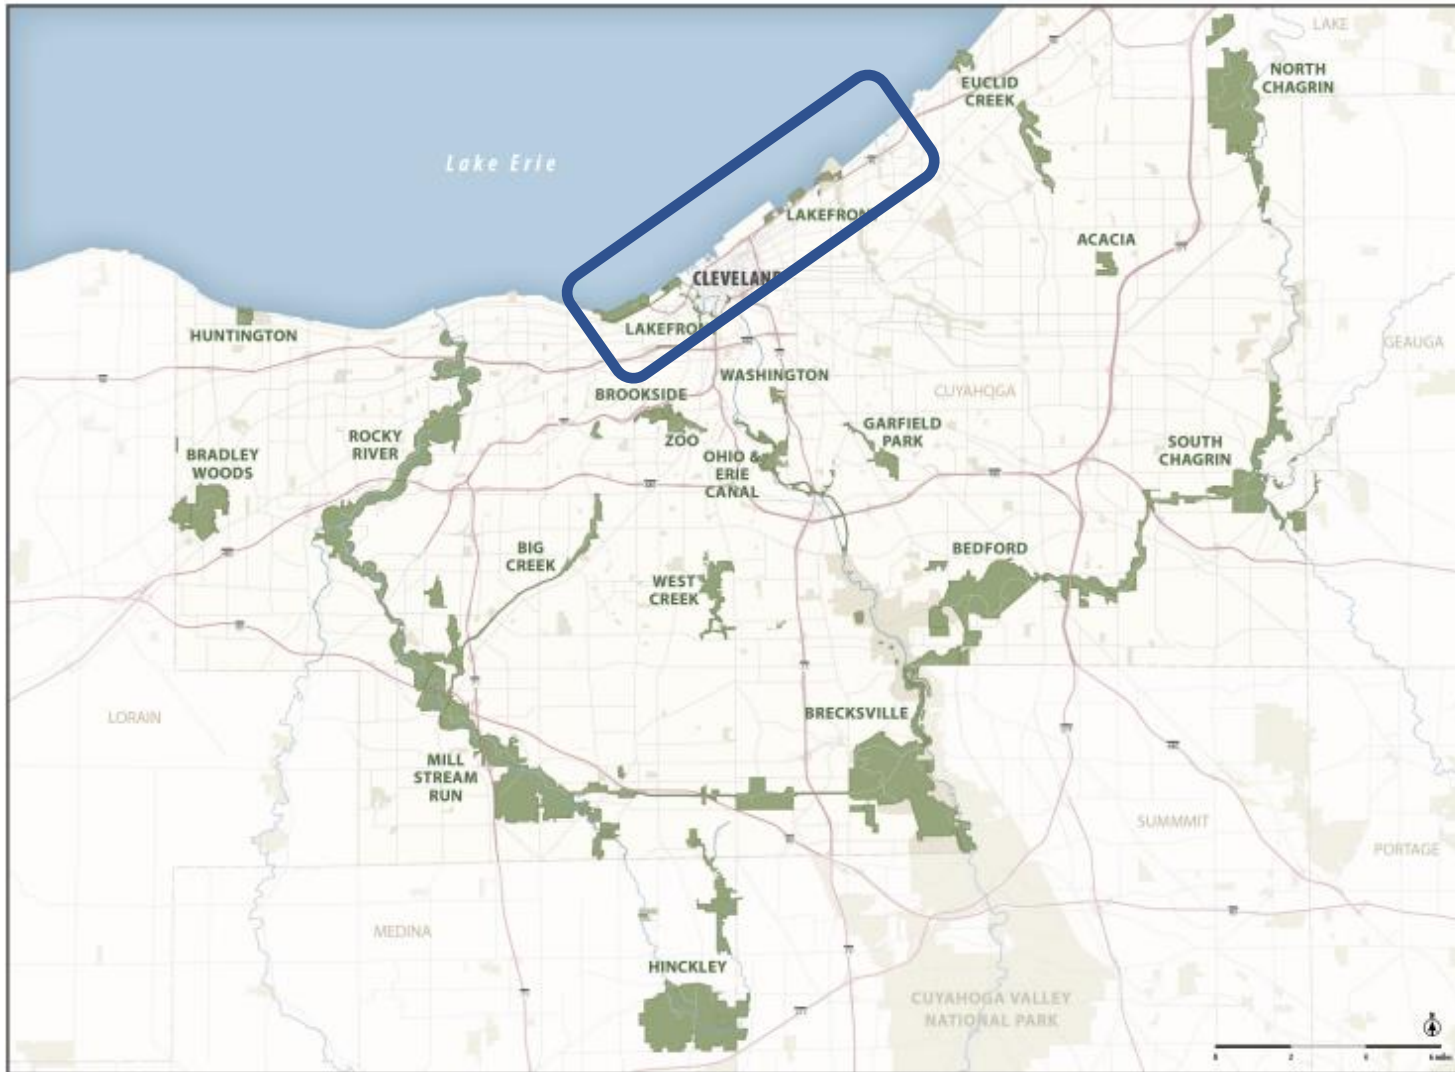 LAKE
NORTH
CHAGRIN
EUCLID
CREEK
Lake Erie
LAKEFRON
ACACIA
CLEVELAN
HUNTINGTON
LAKEFRO
GEAUGA
WASHINGTON
BROOKSIDE
CUYAHOGA
ZOO
GARFIELD
PARK
ROCKY
RIVER
BRADLEY
WOODS
OHIO &
ERIE
CANAL
SOUTH
CHAGRIN
BIG
CREEK
BEDFORD
WEST
CREEK
LORAIN
BRECKSVILLE
MILL
STREAM
RUN
SUMMMIT
PORTAGE
MEDINA
HINCKLEY
CUYAHOGA VALLEY
NATIONAL PARK